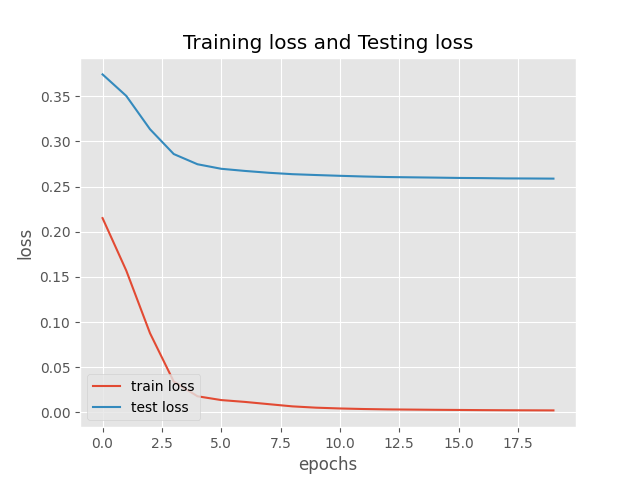 Training loss and Testing loss
0.35
0.30
0.25
0.20
0.15
0.10
0.05
0.00
loss
train loss
test loss
0.0 2.5 5.0 7.5 10.0 12.5 15.0 17.5
epochs